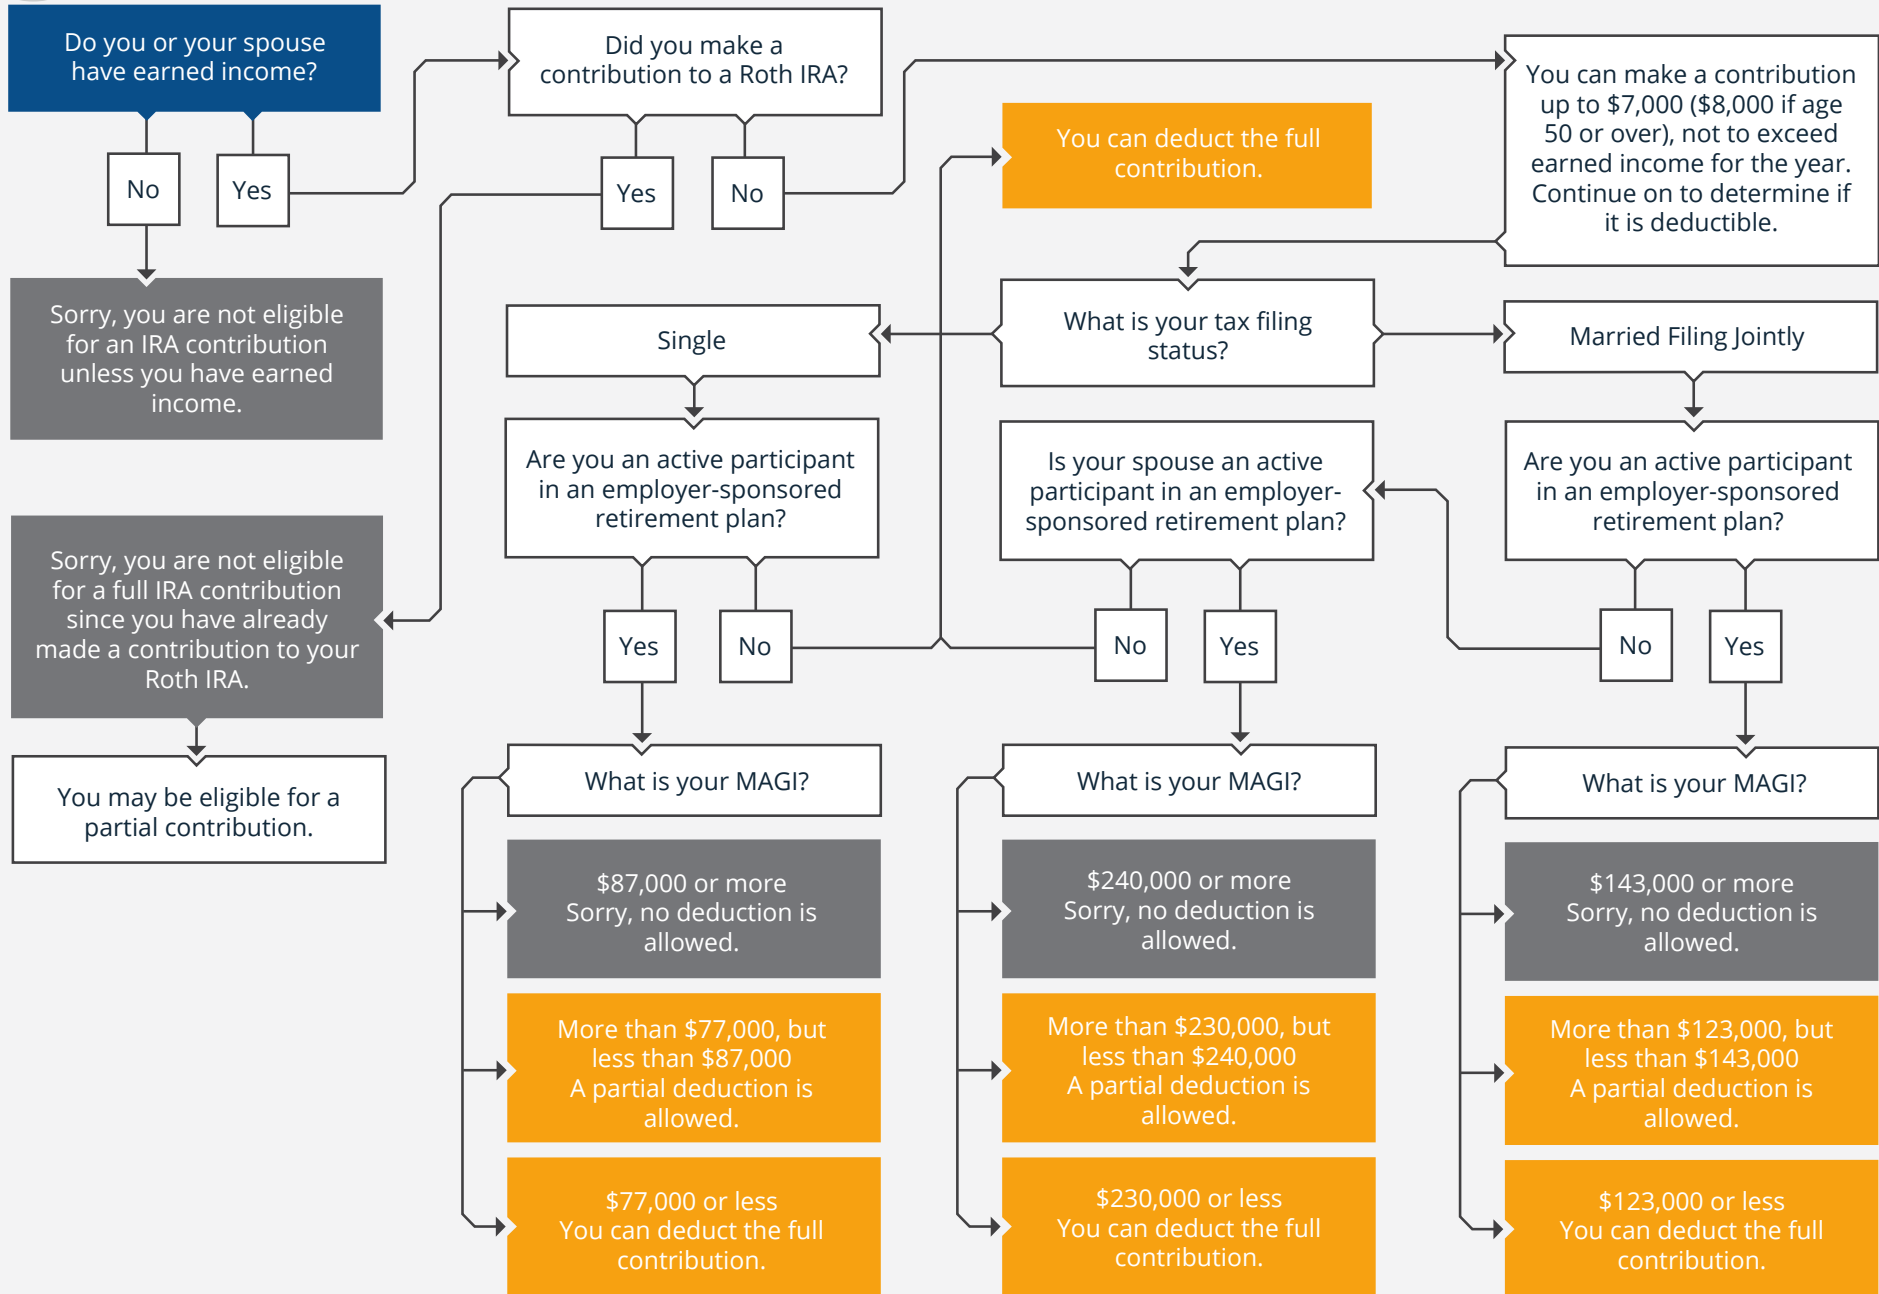 Do you or your spouse
have earned income?
No
Yes
Sorry, you are not eligible
for an IRA contribution
unless you have earned
income.
Did you make a
contribution to a Roth IRA?
Yes
No
Sorry, you are not eligible
for a full IRA contribution
since you have already
made a contribution to your
Roth IRA.
You may be eligible for a
partial contribution.
You can make a contribution
up to $7,000 ($8,000 if age
50 or over), not to exceed
earned income for the year.
Continue on to determine if
it is deductible.
You can deduct the full
contribution.
What is your tax filing
status?
Single
Married Filing Jointly
Are you an active participant
in an employer-sponsored
retirement plan?
Yes
No
Is your spouse an active
participant in an employer-
sponsored retirement plan?
No
Yes
Are you an active participant
in an employer-sponsored
retirement plan?
No
Yes
What is your MAGI?
$87,000 or more
Sorry, no deduction is
allowed.
More than $77,000, but
less than $87,000
A partial deduction is
allowed.
$77,000 or less
You can deduct the full
contribution.
What is your MAGI?
$240,000 or more
Sorry, no deduction is
allowed.
More than $230,000, but
less than $240,000
A partial deduction is
allowed.
$230,000 or less
You can deduct the full
contribution.
What is your MAGI?
$143,000 or more
Sorry, no deduction is
allowed.
More than $123,000, but
less than $143,000
A partial deduction is
allowed.
$123,000 or less
You can deduct the full
contribution.